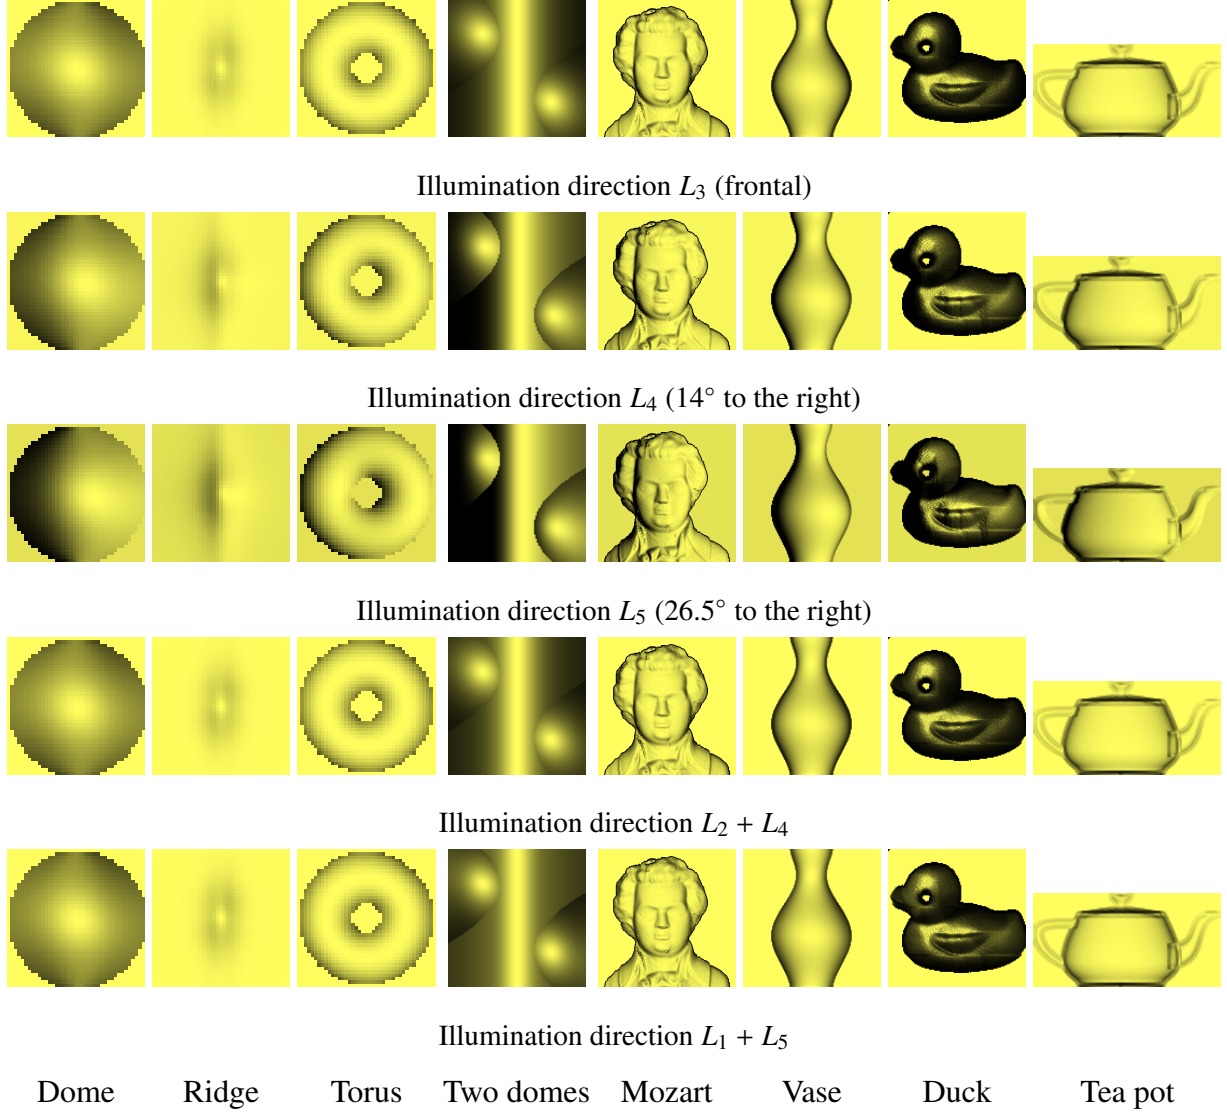 Illumination direction L₃ (frontal)
Illumination direction L₄ (14° to the right)
Illumination direction L₅ (26.5° to the right)
Illumination direction L₂ + L₄
Illumination direction L₁ + L₅
Dome Ridge Torus Two domes Mozart Vase Duck Tea pot